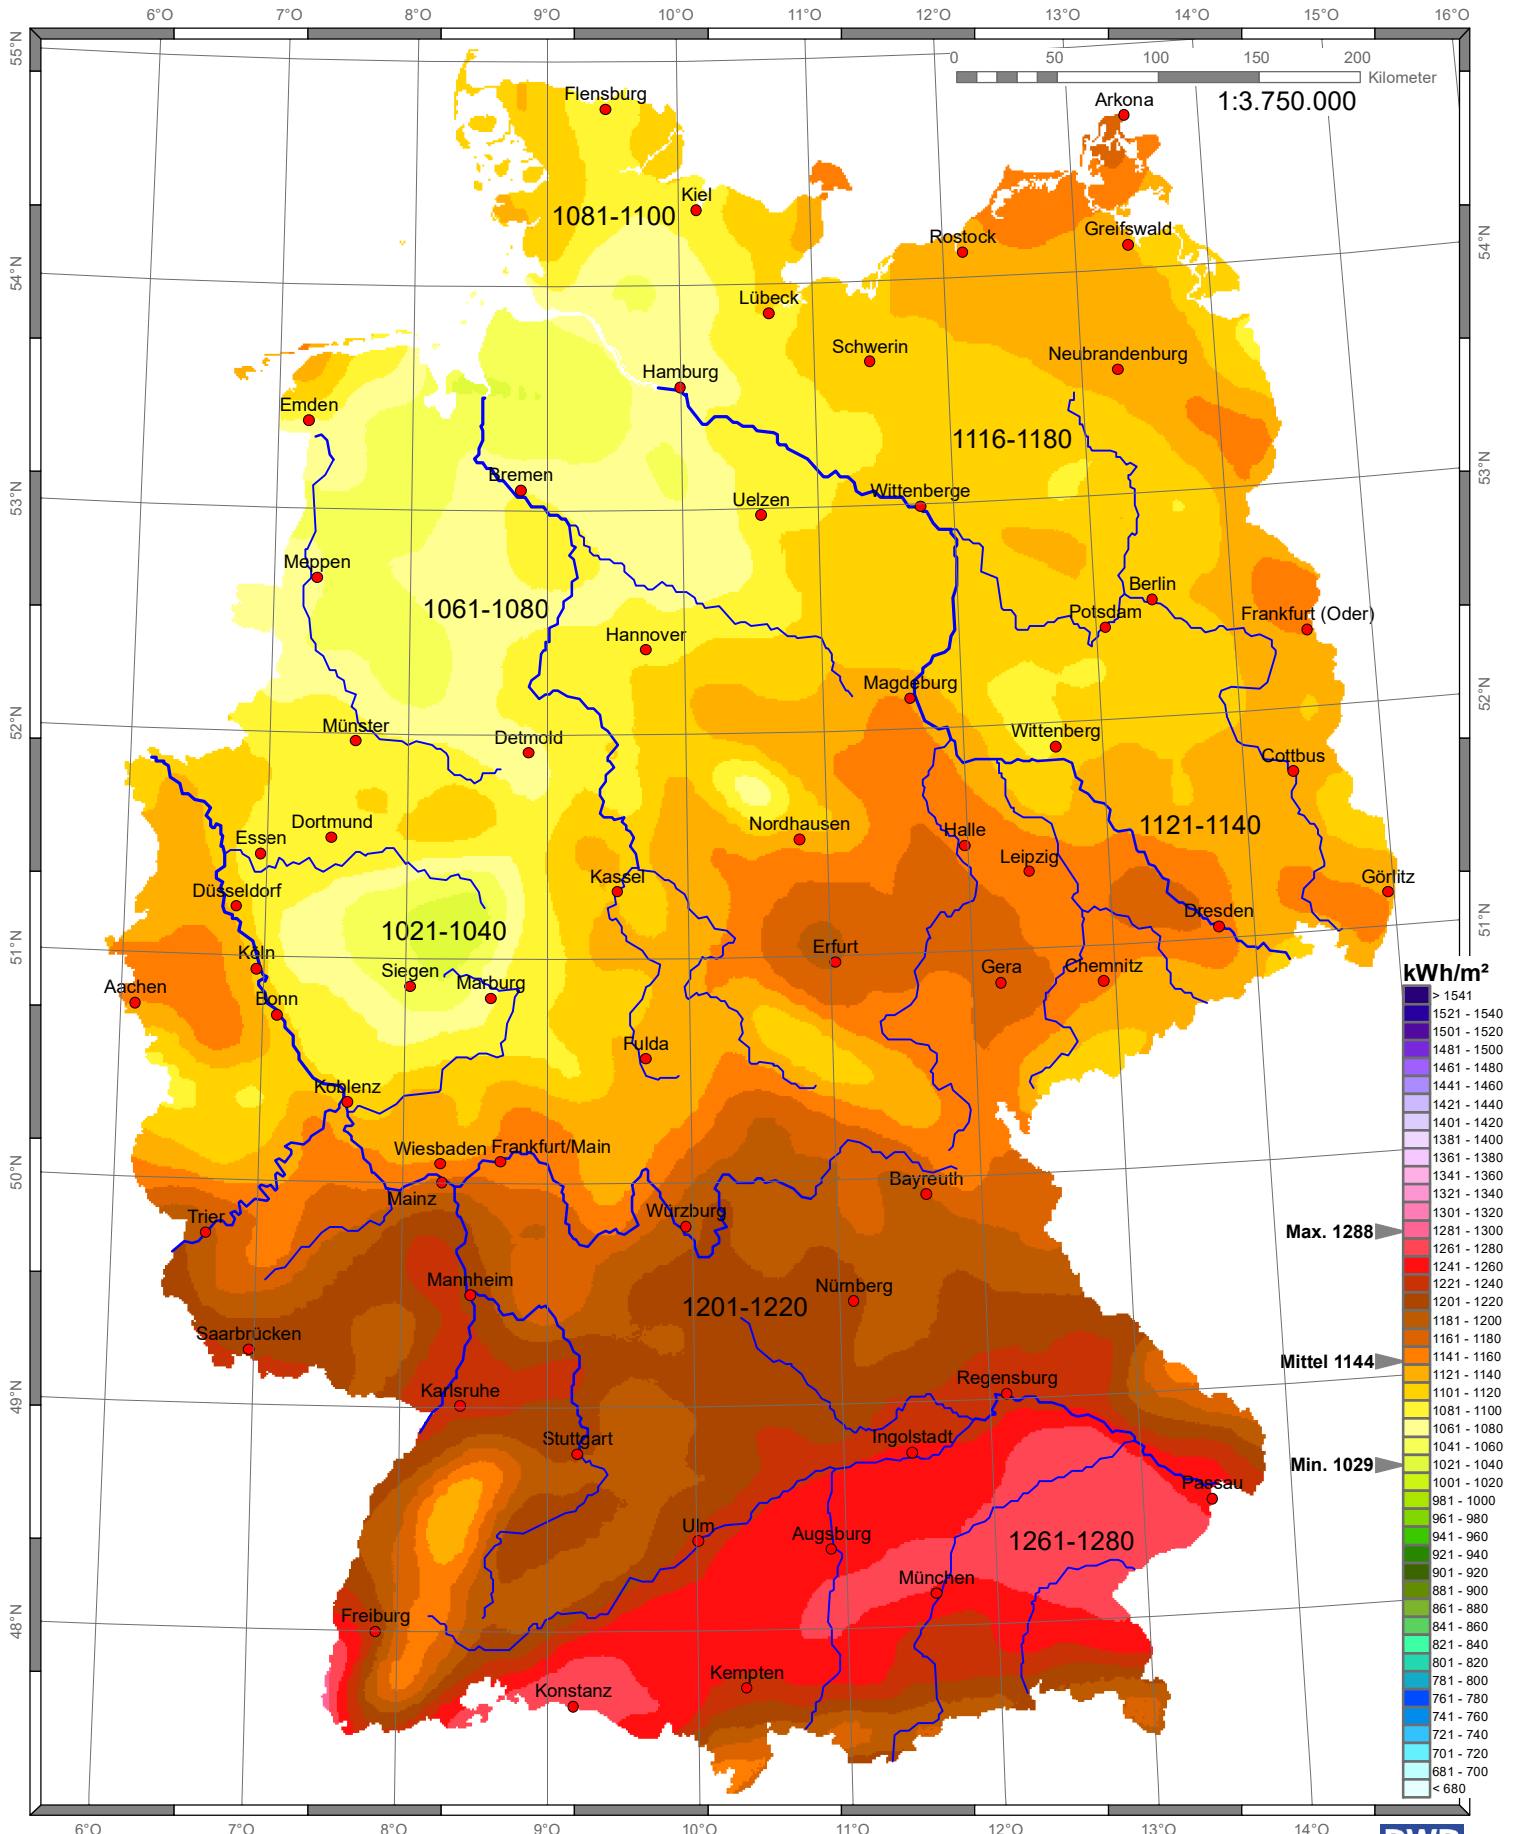 6°O 7°O 8°O 9°O 10°O 11°O 12°O 13°O 14°O 15°O 16°O
55°N
0 50 100 150 200
Kilometer
1:3.750.000
Flensburg
Arkona
Kiel
1081-1100
Rostock
Greifswald
54°N
54°N
Lübeck
Schwerin
Neubrandenburg
Hamburg
Emden
1116-1180
53°N
53°N
Bremen
Uelzen
Wittenberge
Meppen
Berlin
1061-1080
Potsdam
Frankfurt (Oder)
Hannover
Magdeburg
52°N
52°N
Münster
Detmold
Wittenberg
Cottbus
Dortmund
Essen
Nordhausen
1121-1140
Halle
Leipzig
Düsseldorf
Kassel
Görlitz
1021-1040
Dresden
51°N
51°N
Köln
Erfurt
Siegen
Marburg
Gera
Chemnitz
Aachen
Bonn
Fulda
Koblenz
Wiesbaden
Frankfurt/Main
50°N
50°N
Mainz
Bayreuth
Trier
Würzburg
Mannheim
Nürnberg
1201-1220
Saarbrücken
Karlsruhe
Regensburg
49°N
49°N
Stuttgart
Ingolstadt
Passau
Ulm
Augsburg
1261-1280
München
Freiburg
48°N
48°N
Kempten
Konstanz
kWh/m²
> 1541
1521 - 1540
1501 - 1520
1481 - 1500
1461 - 1480
1441 - 1460
1421 - 1440
1401 - 1420
1381 - 1400
1361 - 1380
1341 - 1360
1321 - 1340
1301 - 1320
Max. 1288
1281 - 1300
1261 - 1280
1241 - 1260
1221 - 1240
1201 - 1220
1181 - 1200
1161 - 1180
Mittel 1144
1141 - 1160
1121 - 1140
1101 - 1120
1081 - 1100
1061 - 1080
1041 - 1060
Min. 1029
1021 - 1040
1001 - 1020
981 - 1000
961 - 980
941 - 960
921 - 940
901 - 920
881 - 900
861 - 880
841 - 860
821 - 840
801 - 820
781 - 800
761 - 780
741 - 760
721 - 740
701 - 720
681 - 700
< 680
6°O 7°O 8°O 9°O 10°O 11°O 12°O 13°O 14°O
DWD